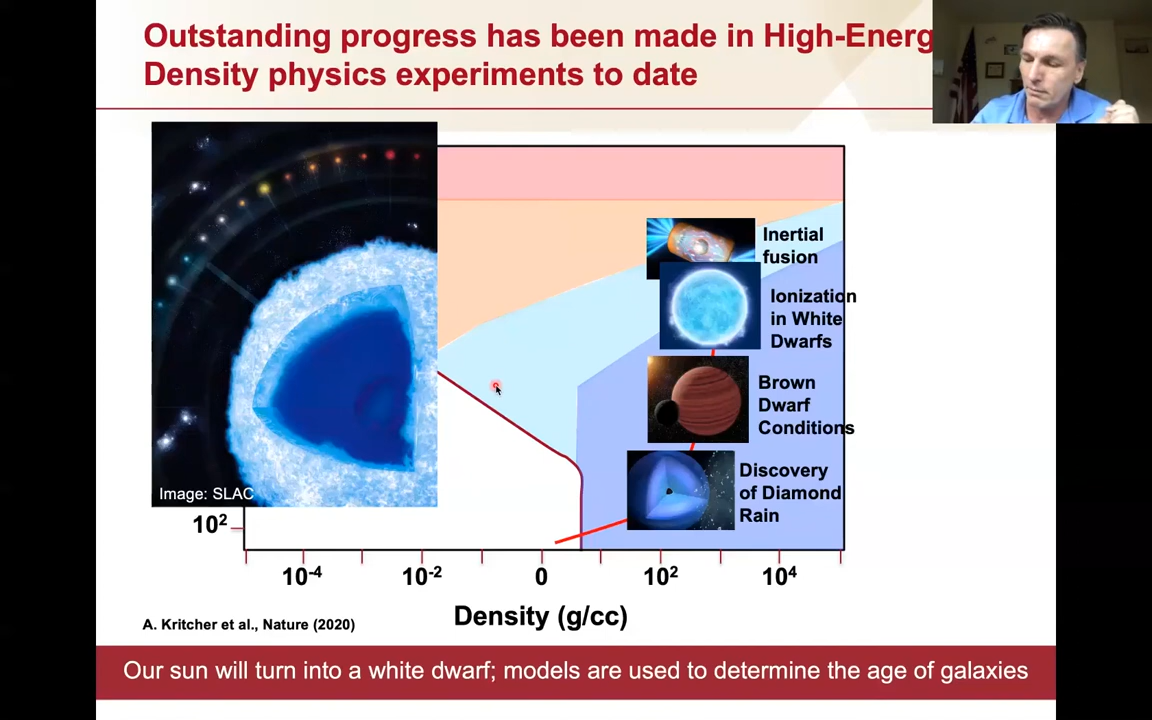 Outstanding progress has been made in High-Energ
Density physics experiments to date
Inertial
fusion
Ionization
in White
Dwarfs
Brown
Dwarf
Conditions
Discovery
of Diamond
Rain
Image: SLAC
10²
10⁻⁴
10⁻²
0
10²
10⁴
Density (g/cc)
A. Kritcher et al., Nature (2020)
Our sun will turn into a white dwarf; models are used to determine the age of galaxies